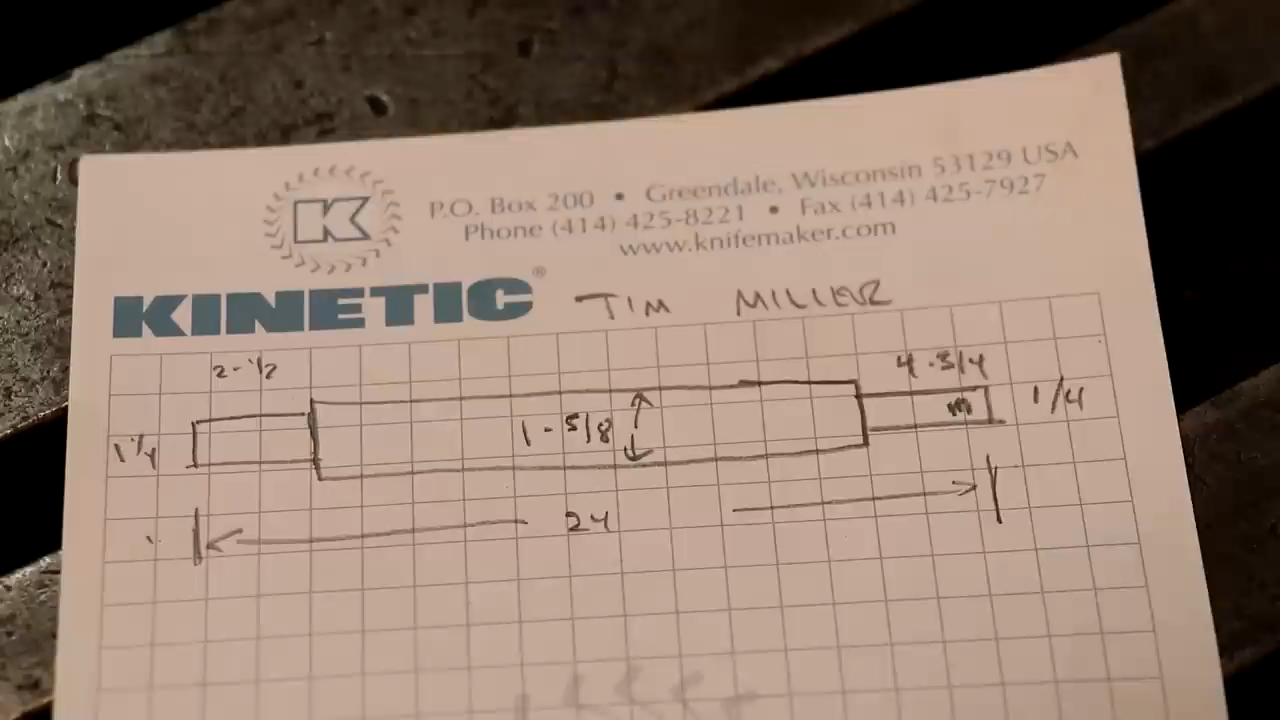 K
P.O. Box 200 • Greendale, Wisconsin 53129 USA
Phone (414) 425-8221 • Fax (414) 425-7927
www.knifemaker.com
KINETIC® TIM MILLER
2-1/2
4-3/4
1 1/4
1-5/8
1/4
24